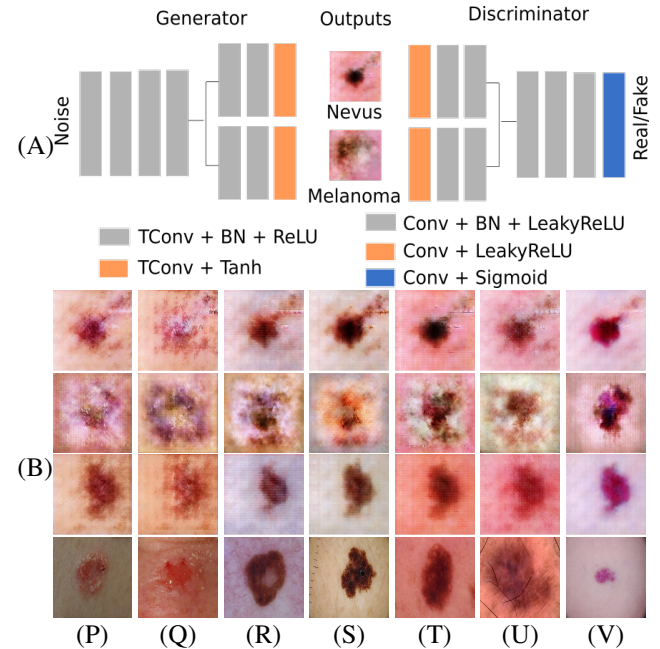 Generator Outputs Discriminator
Noise
Nevus
Melanoma
Real/Fake
(A)
TConv + BN + ReLU
TConv + Tanh
Conv + BN + LeakyReLU
Conv + LeakyReLU
Conv + Sigmoid
(B)
(P) (Q) (R) (S) (T) (U) (V)